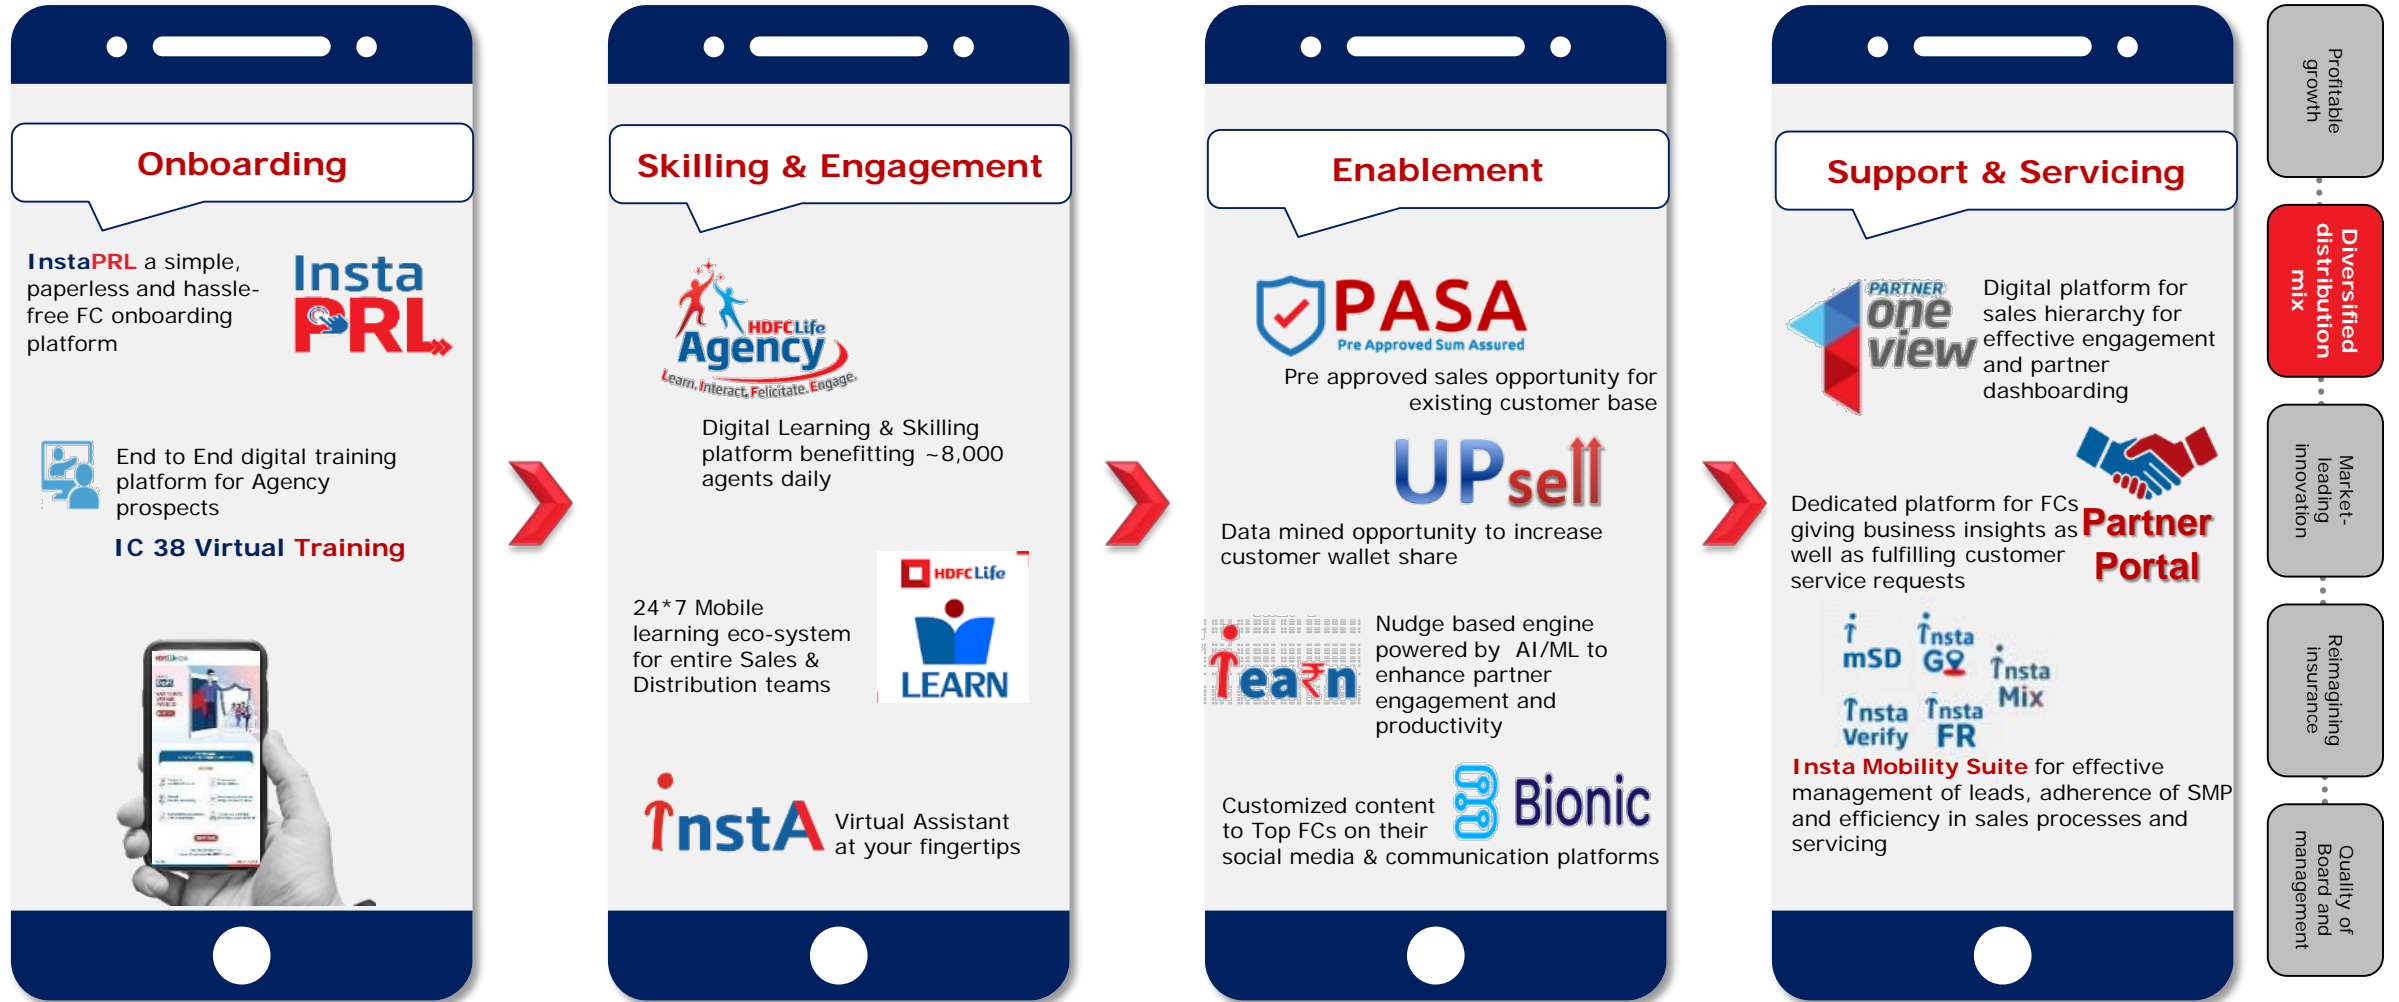 Onboarding
InstaPRL a simple,
paperless and hassle-
free FC onboarding
platform
Insta
PRL
End to End digital training
platform for Agency
prospects
IC 38 Virtual Training
Skilling & Engagement
HDFC Life
Agency
Learn. Interact. Felicitate. Engage.
Digital Learning & Skilling
platform benefitting ~8,000
agents daily
24*7 Mobile
learning eco-system
for entire Sales &
Distribution teams
HDFC Life
LEARN
InstA
Virtual Assistant
at your fingertips
Enablement
PASA
Pre Approved Sum Assured
Pre approved sales opportunity for
existing customer base
UPsell
Data mined opportunity to increase
customer wallet share
iea₹n
Nudge based engine
powered by AI/ML to
enhance partner
engagement and
productivity
Customized content
to Top FCs on their
social media & communication platforms
Bionic
Support & Servicing
PARTNER
one
view
Digital platform for
sales hierarchy for
effective engagement
and partner
dashboarding
Dedicated platform for FCs
giving business insights as
well as fulfilling customer
service requests
Partner
Portal
mSD
Insta
GO
Insta
Mix
Insta
Verify
Insta
FR
Insta Mobility Suite for effective
management of leads, adherence of SMP
and efficiency in sales processes and
servicing
Profitable
growth
Diversified
distribution
mix
Market-
leading
innovation
Reimagining
insurance
Quality of
Board and
management